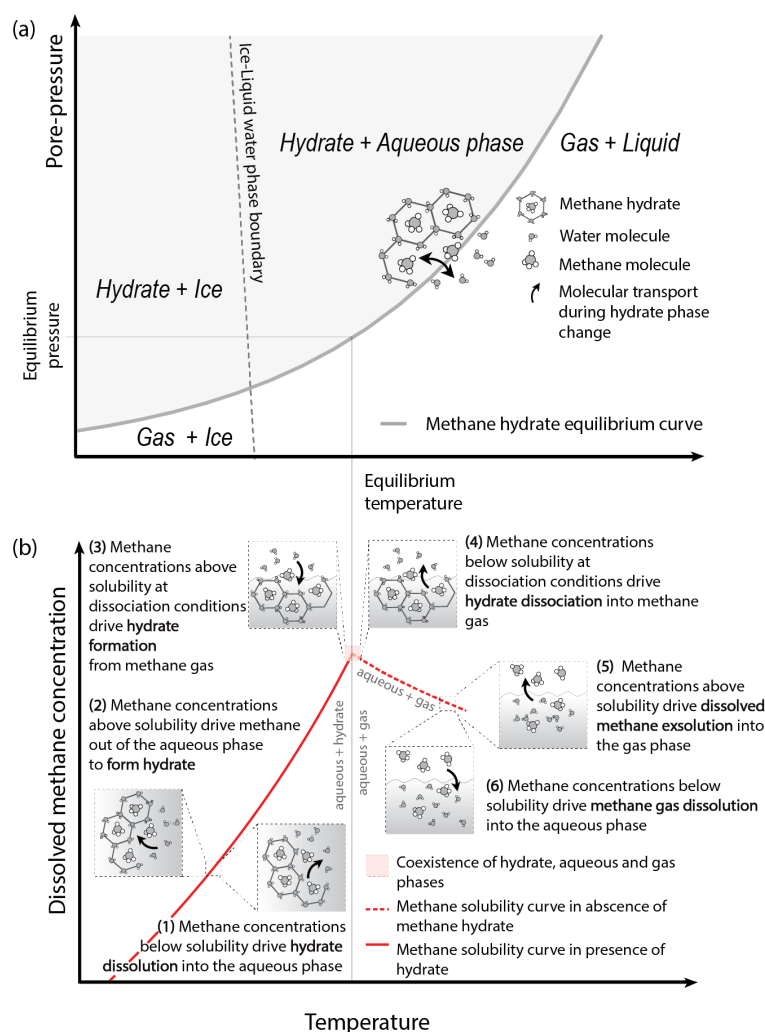 (a)
Pore-pressure
Ice-Liquid water phase boundary
Hydrate + Aqueous phase
Gas + Liquid
Methane hydrate
Water molecule
Methane molecule
Molecular transport
during hydrate phase
change
Hydrate + Ice
Equilibrium
pressure
Gas + Ice
Methane hydrate equilibrium curve
Equilibrium
temperature
(b)
Dissolved methane concentration
(3) Methane
concentrations above
solubility at
dissociation conditions
drive hydrate
formation
from methane gas
(4) Methane concentrations
below solubility at
dissociation conditions drive
hydrate dissociation into methane
gas
(2) Methane concentrations
above solubility drive methane
out of the aqueous phase
to form hydrate
aqueous + gas
aqueous + hydrate
aqueous + gas
(5) Methane
concentrations above
solubility drive dissolved
methane exsolution into
the gas phase
(6) Methane concentrations below
solubility drive methane gas dissolution
into the aqueous phase
(1) Methane concentrations
below solubility drive hydrate
dissolution into the aqueous phase
Coexistence of hydrate, aqueous and gas
phases
Methane solubility curve in absence of
methane hydrate
Methane solubility curve in presence of
hydrate
Temperature